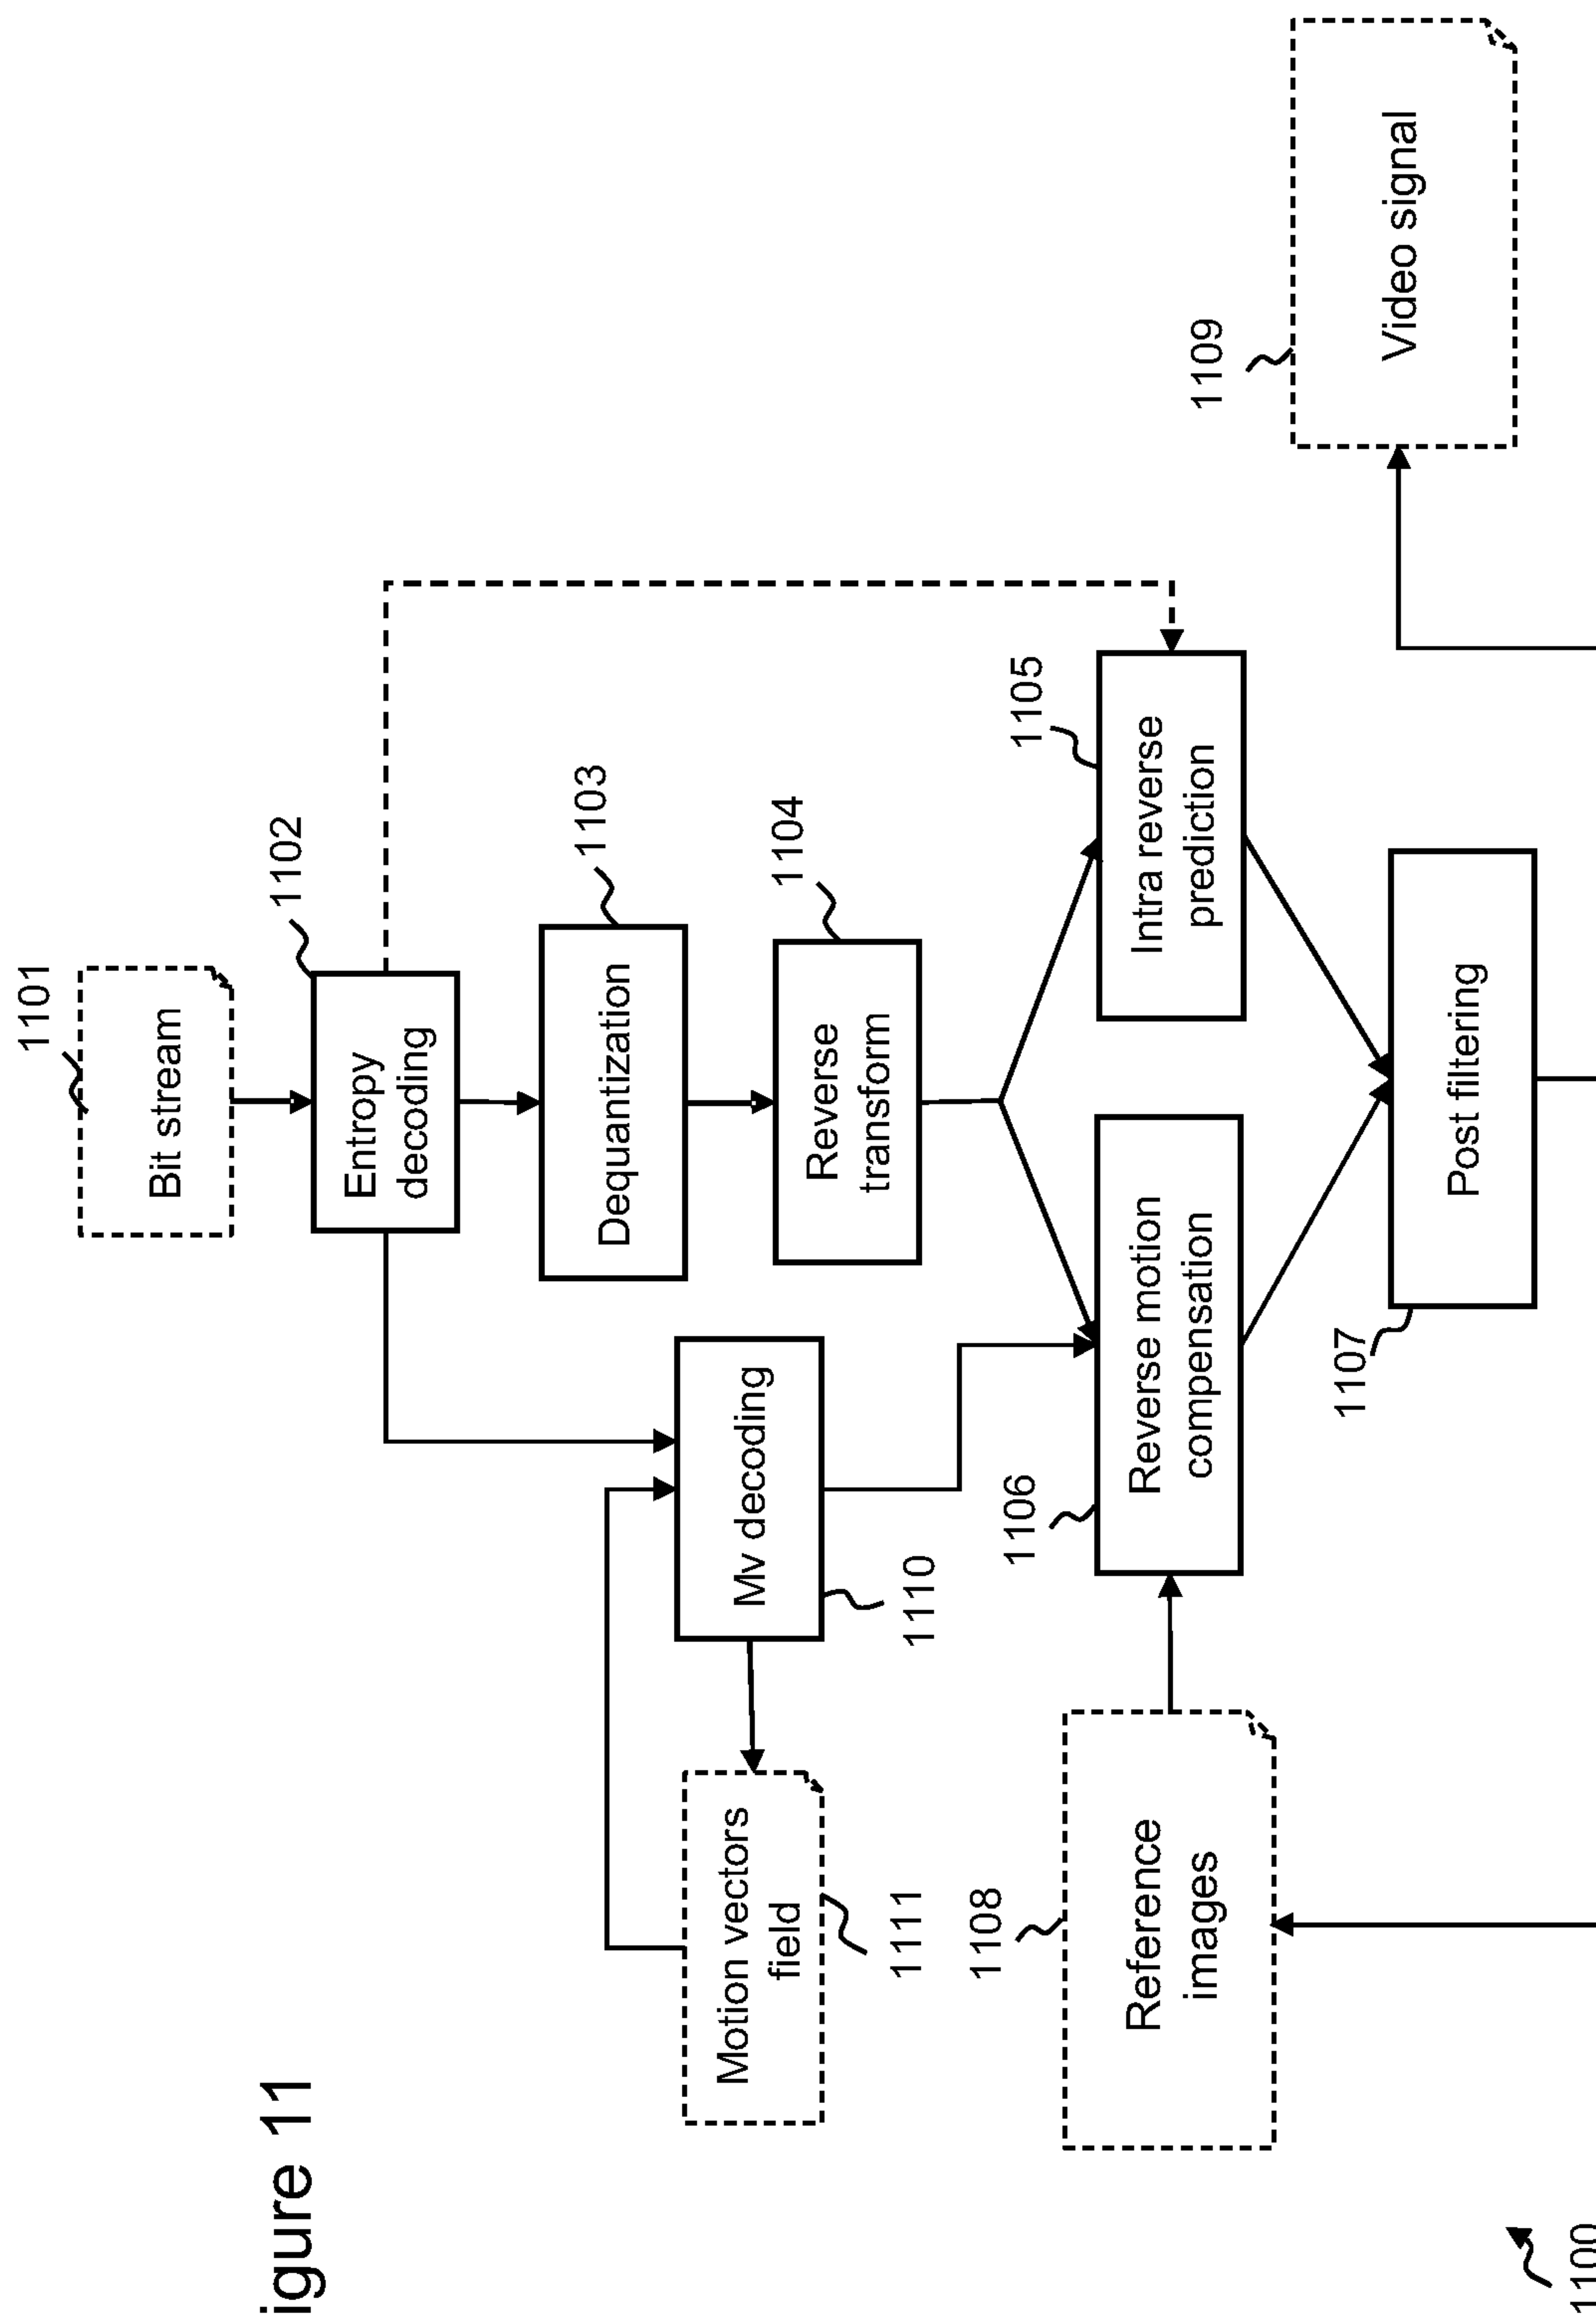 igure 11
1101
Bit stream
1102
Entropy
decoding
1103
Dequantization
1104
Reverse
transform
1105
Intra reverse
prediction
Mv decoding
1110
Motion vectors
field
1111
1106
Reverse motion
compensation
1108
Reference
images
1107
Post filtering
1109
Video signal
1100